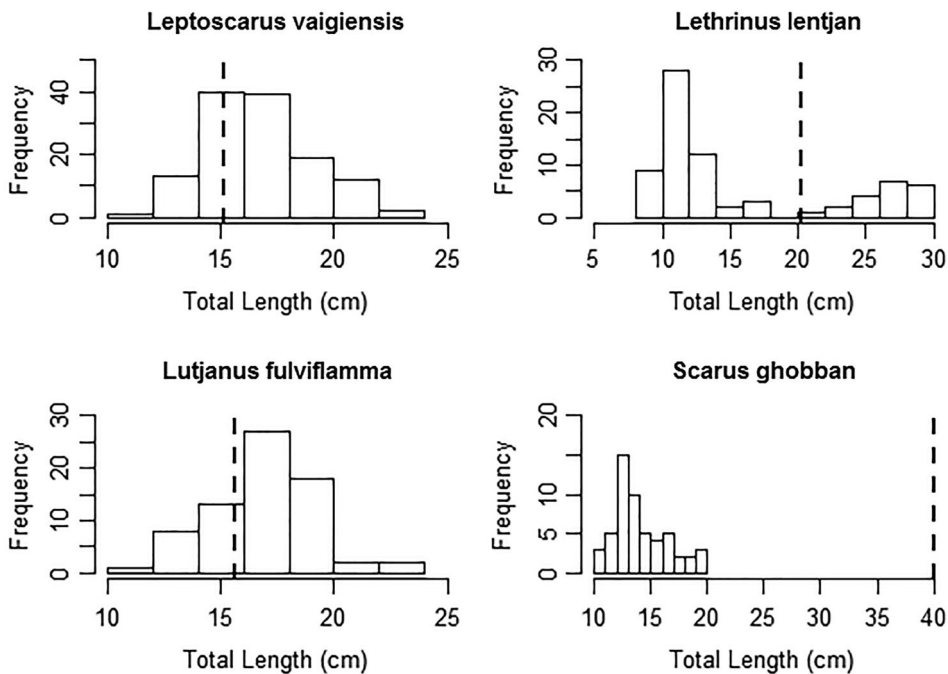 Leptoscarus vaigiensis
Frequency
0 20 40
10 15 20 25
Total Length (cm)
Lethrinus lentjan
Frequency
0 10 20 30
5 10 15 20 25 30
Total Length (cm)
Lutjanus fulviflamma
Frequency
0 10 20 30
10 15 20 25
Total Length (cm)
Scarus ghobban
Frequency
0 5 10 20
10 15 20 25 30 35 40
Total Length (cm)